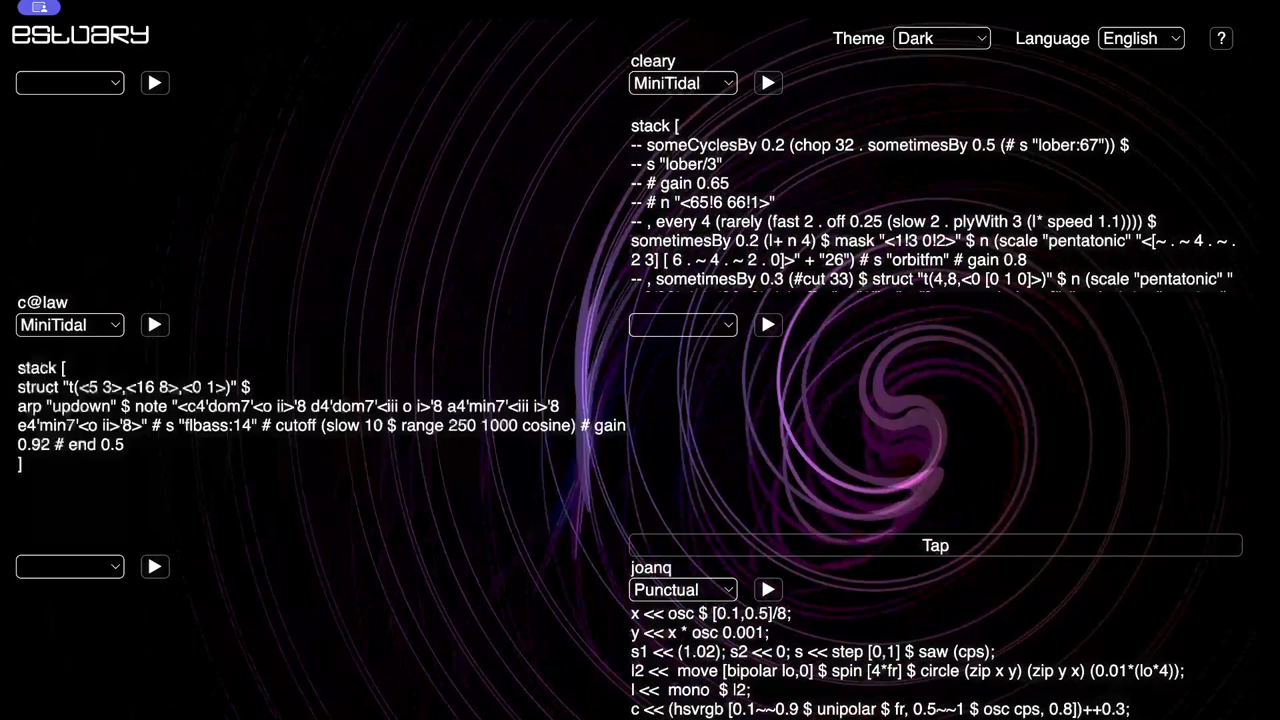 estuary
Theme Dark Language English ?
cleary
MiniTidal
stack [
-- someCyclesBy 0.2 (chop 32 . sometimesBy 0.5 (# s "lober:67")) $
-- s "lober/3"
-- # gain 0.65
-- # n "<65!6 66!1>"
-- , every 4 (rarely (fast 2 . off 0.25 (slow 2 . plyWith 3 (|* speed 1.1)))) $
sometimesBy 0.2 (|+ n 4) $ mask "<1!3 0!2>" $ n (scale "pentatonic" "<[~ . ~ 4 . ~ .
2 3] [ 6 . ~ 4 . ~ 2 . 0]>" + "26") # s "orbitfm" # gain 0.8
-- , sometimesBy 0.3 (#cut 33) $ struct "t(4,8,<0 [0 1 0]>)" $ n (scale "pentatonic" "
c@law
MiniTidal
stack [
struct "t(<5 3>,<16 8>,<0 1>)" $
arp "updown" $ note "<c4'dom7'<o ii>'8 d4'dom7'<iii o i>'8 a4'min7'<iii i>'8
e4'min7'<o ii>'8>" # s "flbass:14" # cutoff (slow 10 $ range 250 1000 cosine) # gain
0.92 # end 0.5
]
Tap
joanq
Punctual
x << osc $ [0.1,0.5]/8;
y << x * osc 0.001;
s1 << (1.02); s2 << 0; s << step [0,1] $ saw (cps);
l2 << move [bipolar lo,0] $ spin [4*fr] $ circle (zip x y) (zip y x) (0.01*(lo*4));
l << mono $ l2;
c << (hsvrgb [0.1~~0.9 $ unipolar $ fr, 0.5~~1 $ osc cps, 0.8])++0.3;